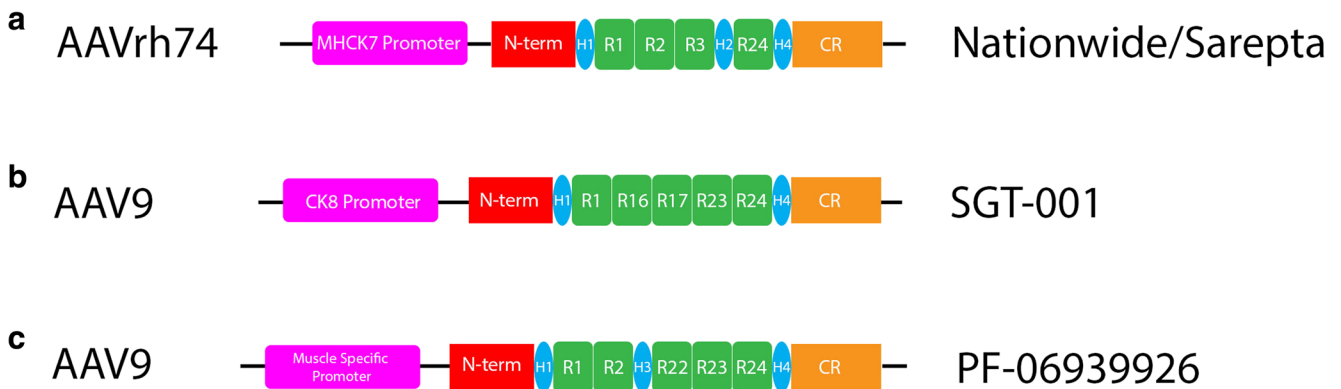 a
AAVrh74 MHCK7 Promoter N-term H1 R1 R2 R3 H2 R24 H4 CR Nationwide/Sarepta
b
AAV9 CK8 Promoter N-term H1 R1 R16 R17 R23 R24 H4 CR SGT-001
c
AAV9 Muscle Specific
Promoter N-term H1 R1 R2 H3 R22 R23 R24 H4 CR PF-06939926